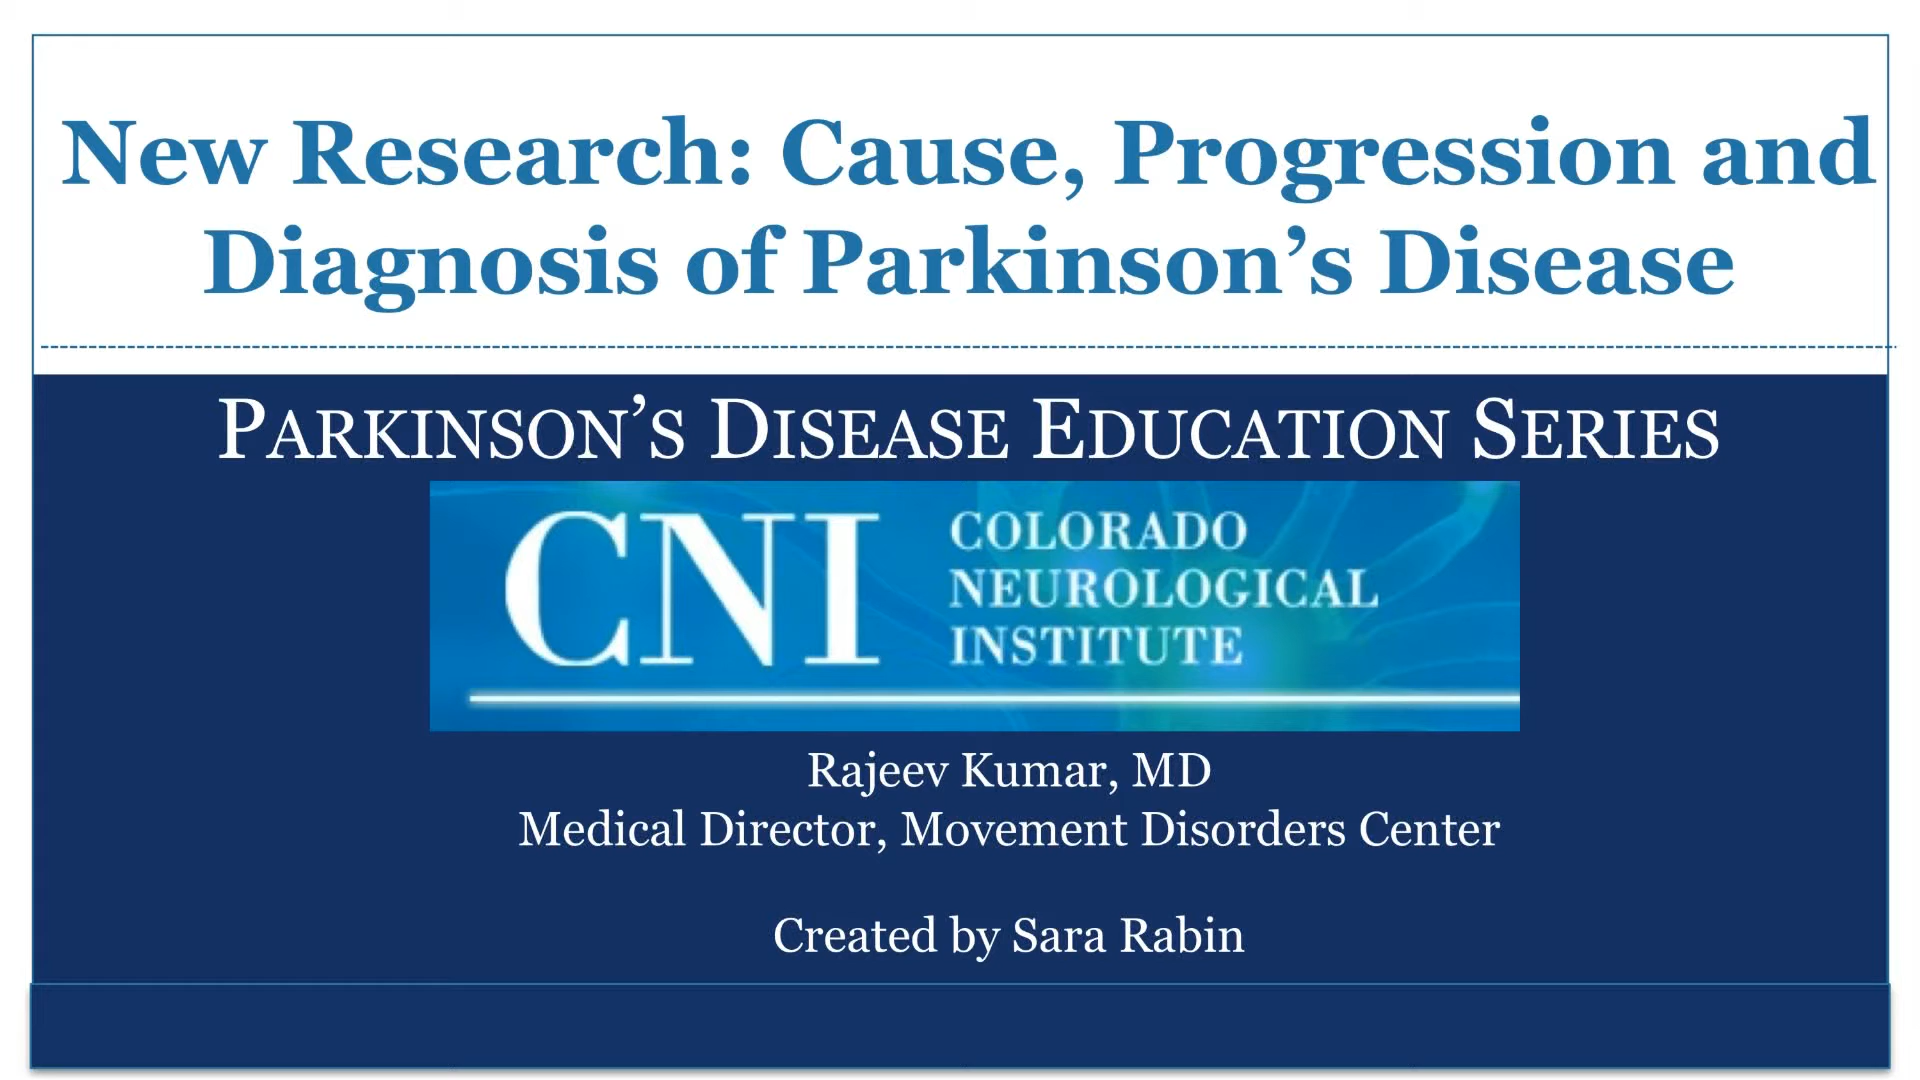 New Research: Cause, Progression and
Diagnosis of Parkinson’s Disease
PARKINSON’S DISEASE EDUCATION SERIES
CNI
COLORADO
NEUROLOGICAL
INSTITUTE
Rajeev Kumar, MD
Medical Director, Movement Disorders Center
Created by Sara Rabin